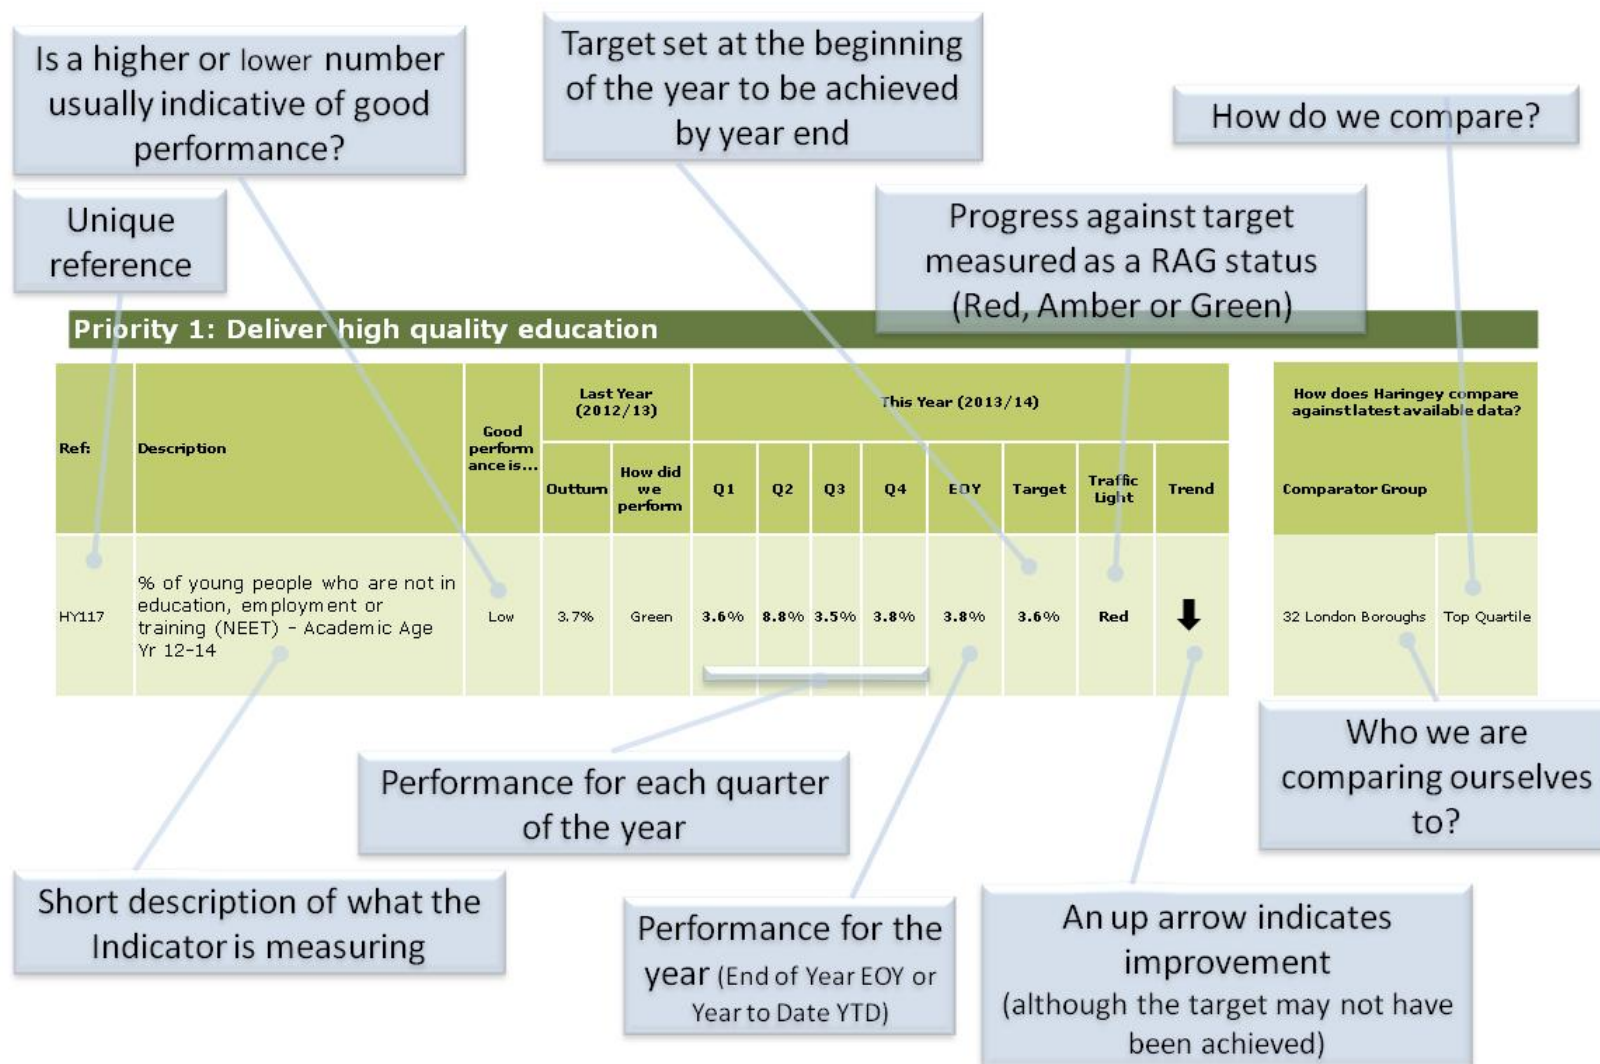 Is a higher or lower number
usually indicative of good
performance?
Target set at the beginning
of the year to be achieved
by year end
How do we compare?
Unique
reference
Progress against target
measured as a RAG status
(Red, Amber or Green)
Priority 1: Deliver high quality education
Ref:
Description
Good
perform
ance is...
Last Year
(2012/13)
Outturn
How did
we
perform
This Year (2013/14)
Q1
Q2
Q3
Q4
EOY
Target
Traffic
Light
Trend
How does Haringey compare
against latest available data?
Comparator Group
HY117
% of young people who are not in
education, employment or
training (NEET) - Academic Age
Yr 12-14
Low
3.7%
Green
3.6%
8.8%
3.5%
3.8%
3.8%
3.6%
Red
32 London Boroughs
Top Quartile
Performance for each quarter
of the year
Who we are
comparing ourselves
to?
Short description of what the
Indicator is measuring
Performance for the
year (End of Year EOY or
Year to Date YTD)
An up arrow indicates
improvement
(although the target may not have
been achieved)